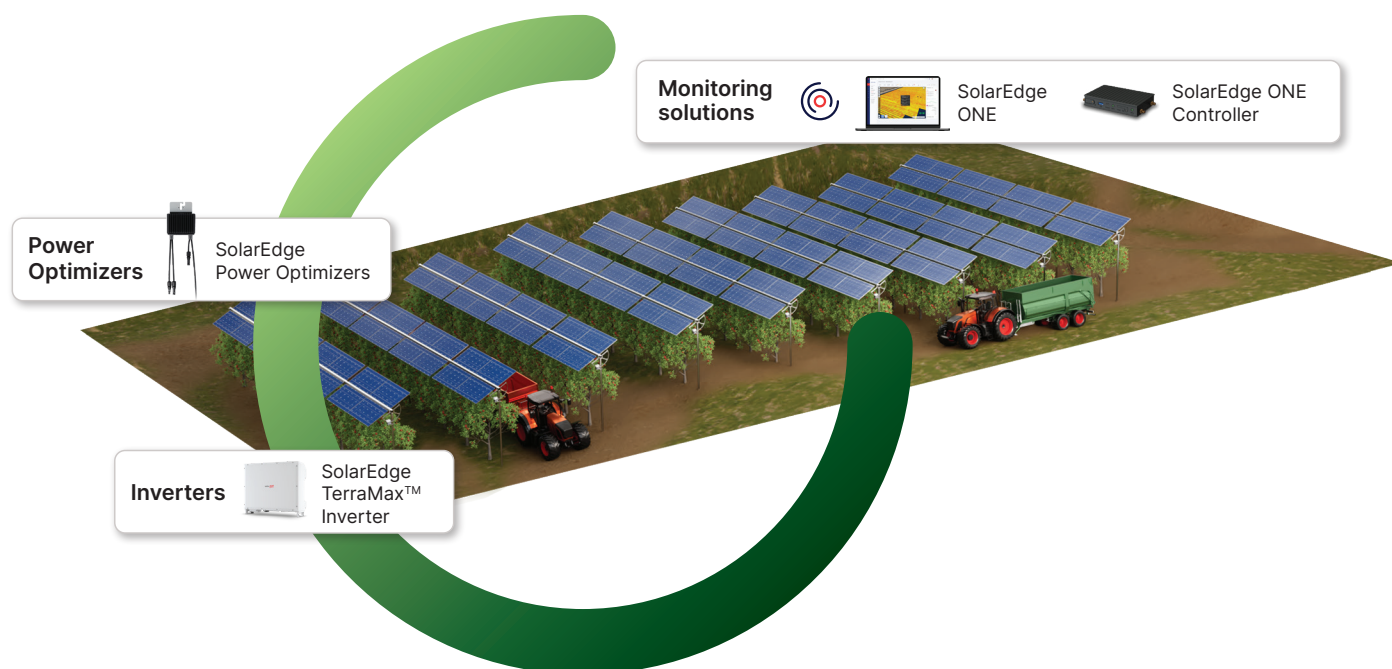 Monitoring
solutions
SolarEdge
ONE
SolarEdge ONE
Controller
Power
Optimizers
SolarEdge
Power Optimizers
Inverters
SolarEdge
TerraMax™
Inverter